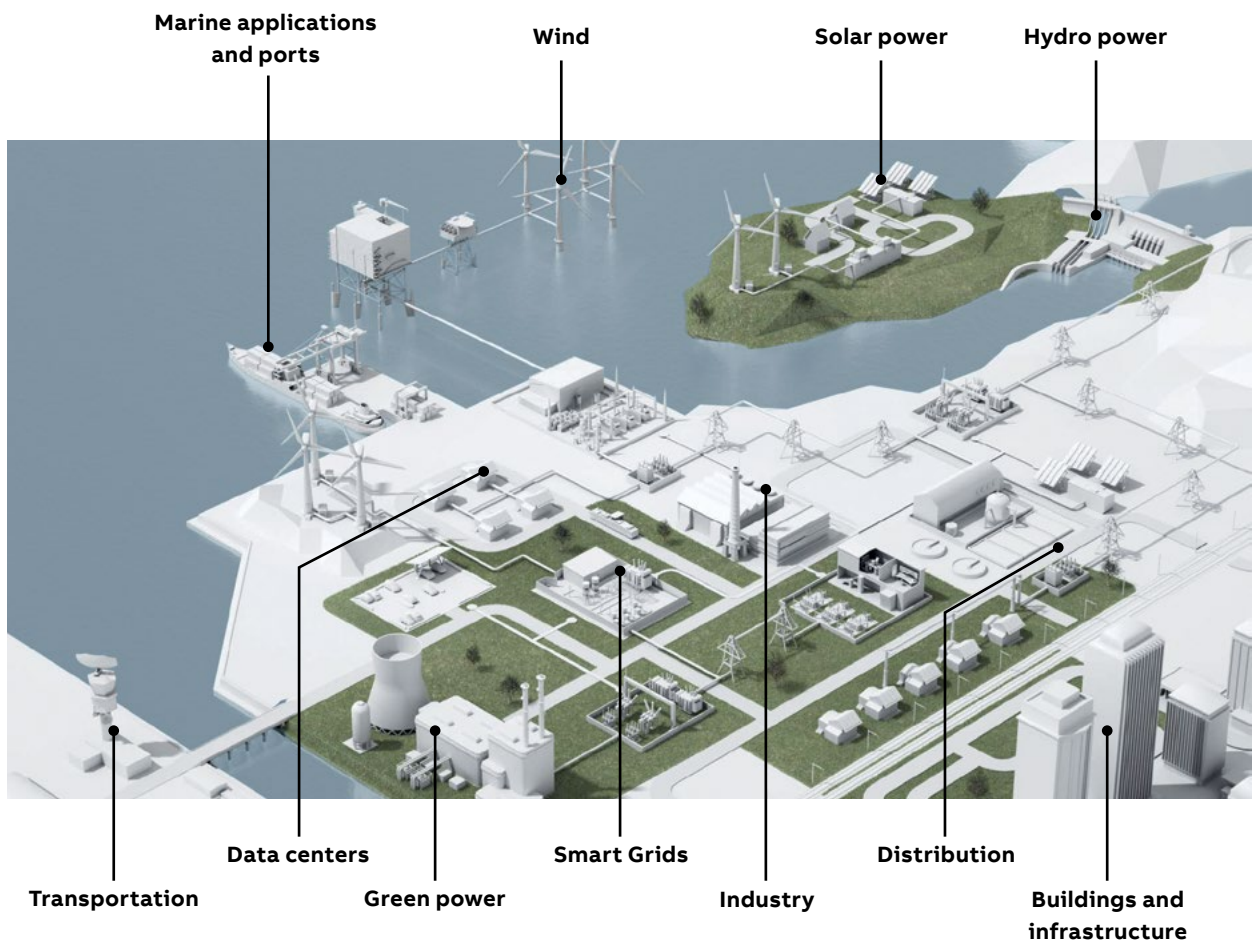 Marine applications
and ports
Wind
Solar power
Hydro power
Data centers
Smart Grids
Distribution
Transportation
Green power
Industry
Buildings and
infrastructure